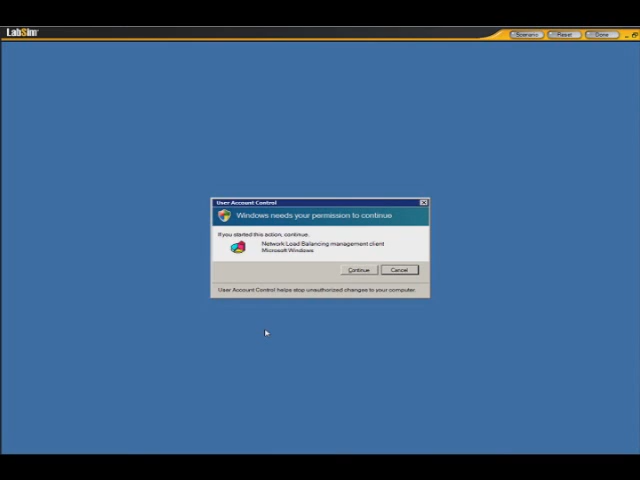 LabSim
Scenario
Reset
Done
User Account Control
Windows needs your permission to continue
If you started this action, continue.
Network Load Balancing management client
Microsoft Windows
Continue
Cancel
User Account Control helps stop unauthorized changes to your computer.